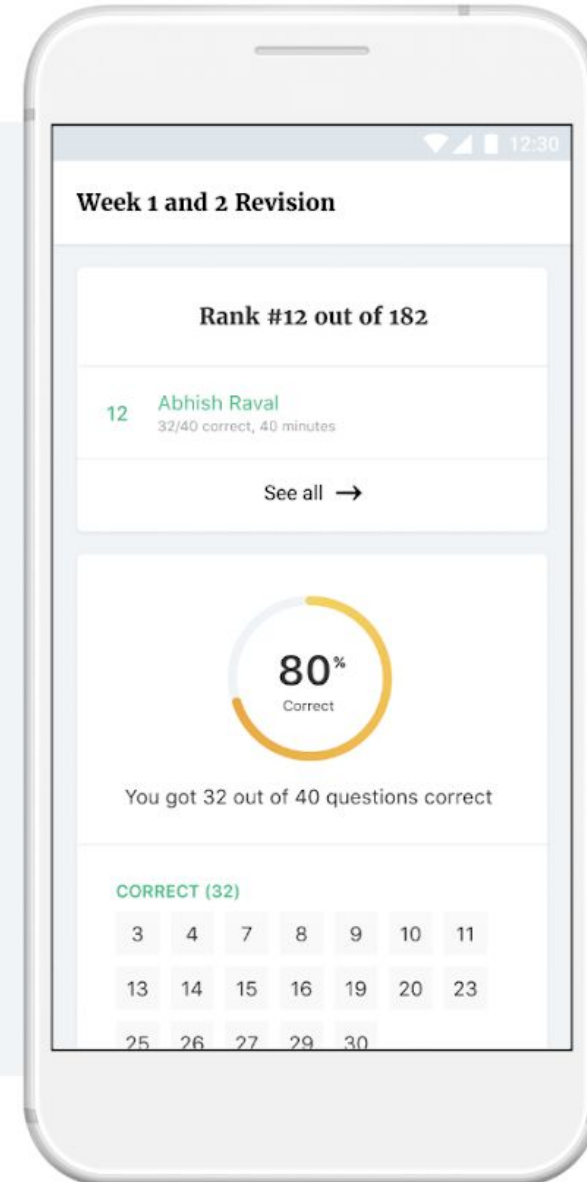 12:30
Week 1 and 2 Revision
Rank #12 out of 182
12 Abhish Raval
32/40 correct, 40 minutes
See all →
80%
Correct
You got 32 out of 40 questions correct
CORRECT (32)
3 4 7 8 9 10 11
13 14 15 16 19 20 23
25 26 27 29 30